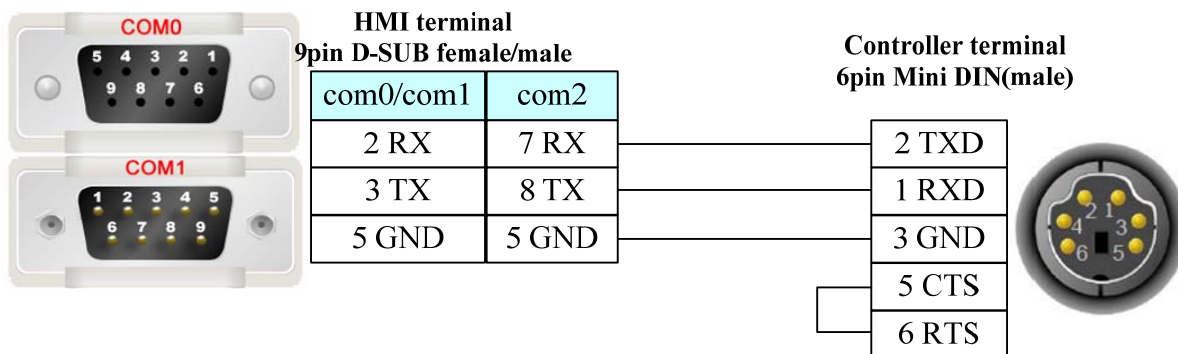 COM0
5 4 3 2 1
9 8 7 6
COM1
1 2 3 4 5
6 7 8 9
HMI terminal
9pin D-SUB female/male
com0/com1 com2
2 RX 7 RX
3 TX 8 TX
5 GND 5 GND
Controller terminal
6pin Mini DIN(male)
2 TXD
1 RXD
3 GND
5 CTS
6 RTS
2 1
4 3
6 5